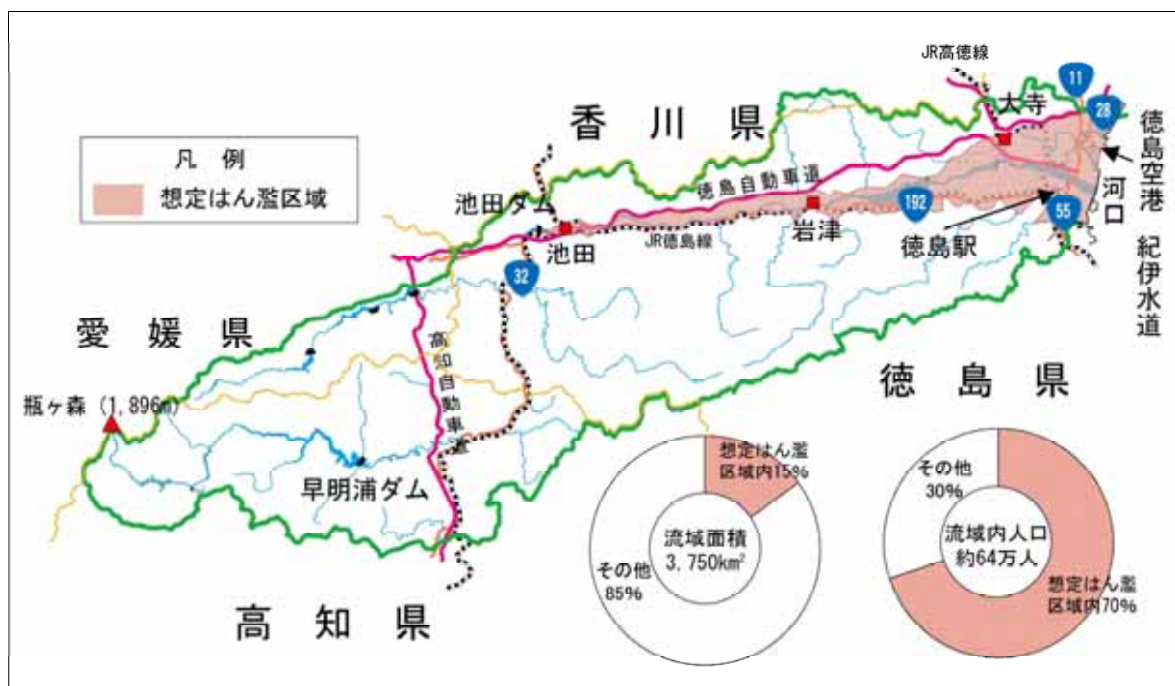 JR高徳線
11
大寺
28
香川県
徳島空港
紀伊水道
河口
凡 例
想定はん濫区域
徳島自動車道
池田ダム
192
55
岩津
徳島駅
池田
JR徳島線
32
愛媛県
高知自動車道
徳島県
瓶ヶ森 (1,896m)
早明浦ダム
想定はん濫
区域内15%
流域面積
3,750km²
その他
85%
その他
30%
流域内人口
約64万人
想定はん濫
区域内70%
高知県